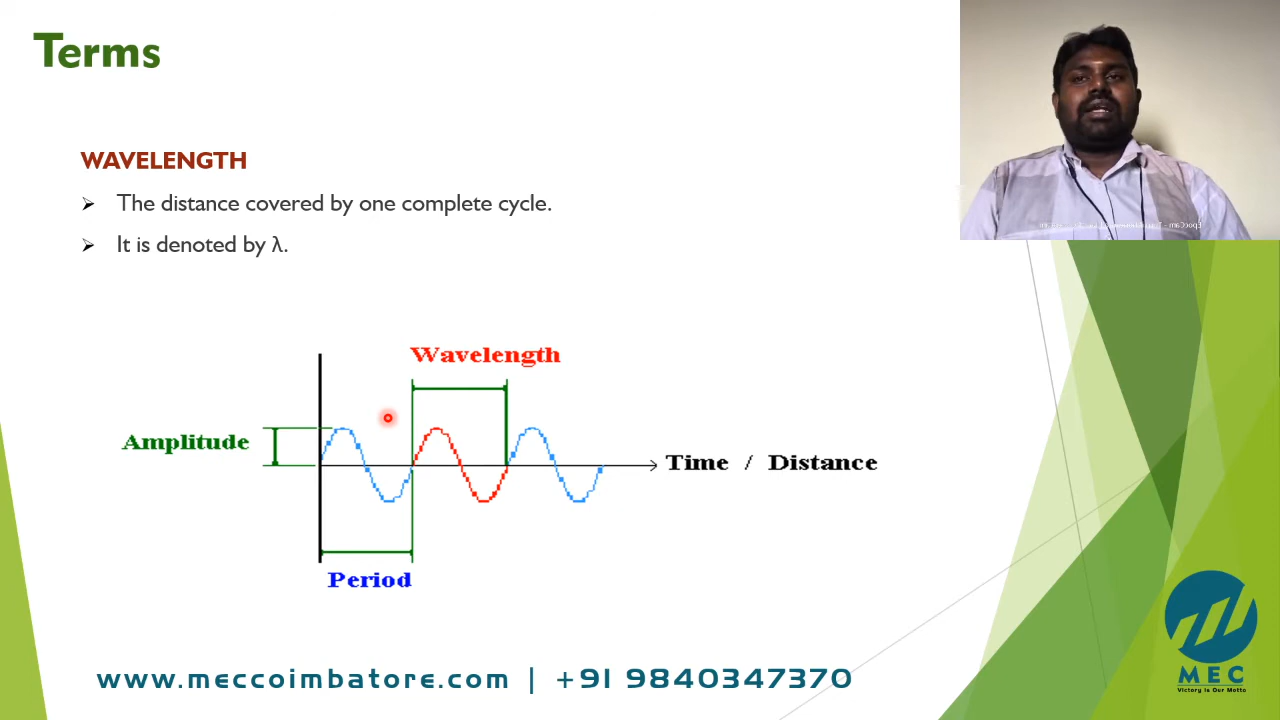 Terms
WAVELENGTH
The distance covered by one complete cycle.
It is denoted by λ.
Wavelength
Amplitude
Time / Distance
Period
www.meccoimbatore.com | +91 9840347370
MEC
Victory is Our Motto